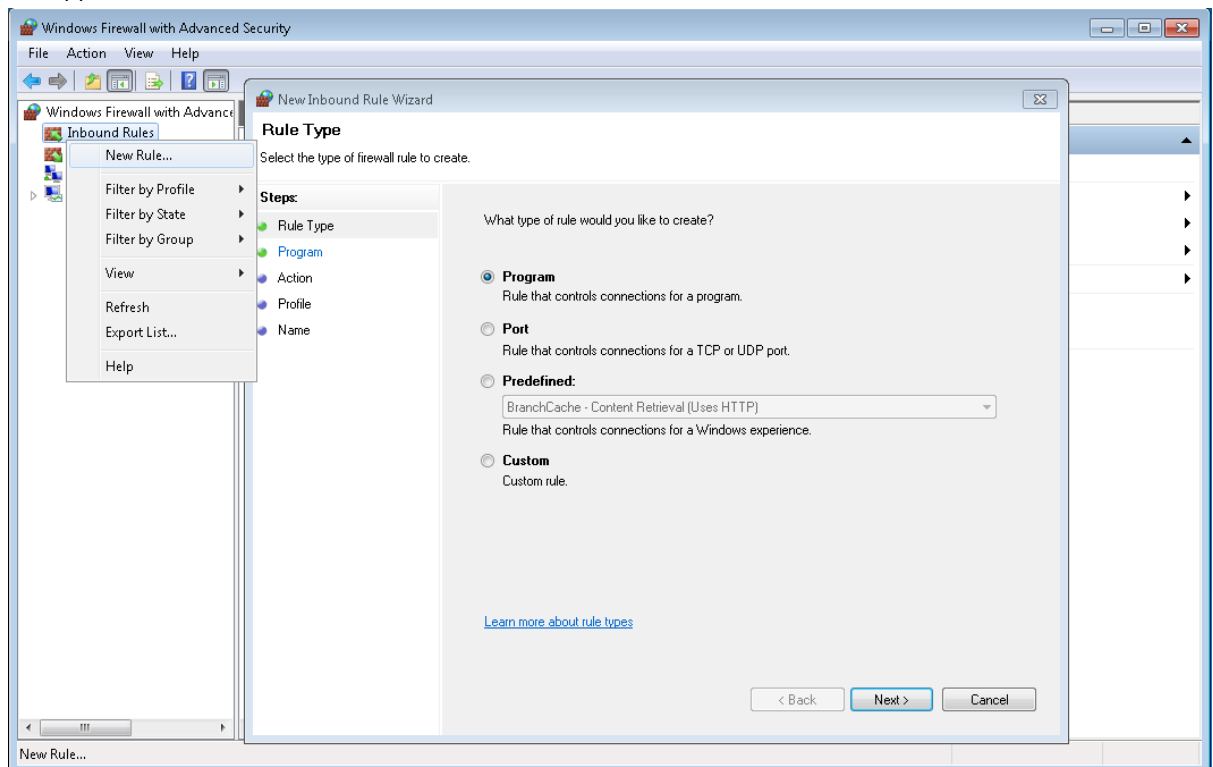 Windows Firewall with Advanced Security
File Action View Help
Windows Firewall with Advance
Inbound Rules
New Rule...
Filter by Profile
Filter by State
Filter by Group
View
Refresh
Export List...
Help
New Inbound Rule Wizard
Rule Type
Select the type of firewall rule to create.
Steps:
Rule Type
Program
Action
Profile
Name
What type of rule would you like to create?
Program
Rule that controls connections for a program.
Port
Rule that controls connections for a TCP or UDP port.
Predefined:
BranchCache - Content Retrieval (Uses HTTP)
Rule that controls connections for a Windows experience.
Custom
Custom rule.
Learn more about rule types
< Back Next > Cancel
New Rule...